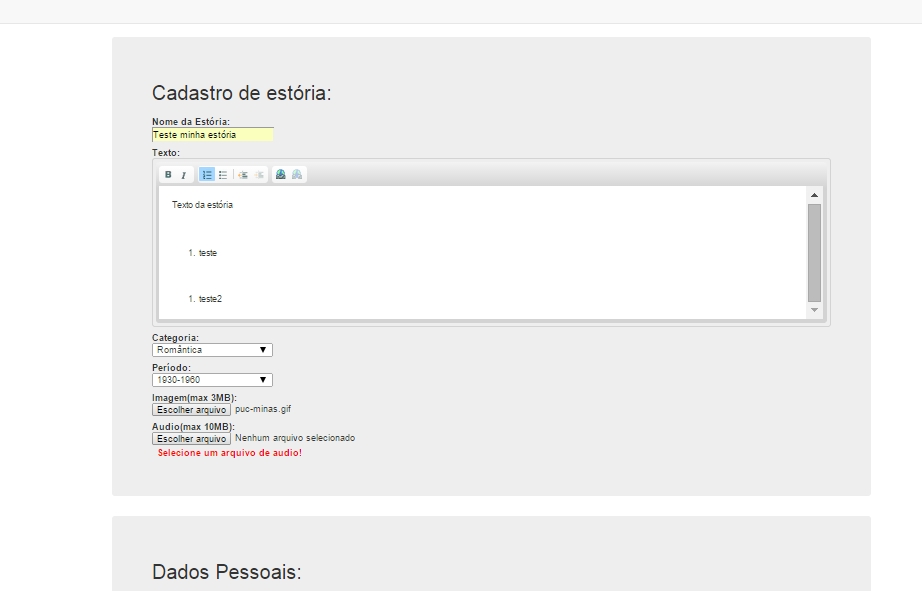 Cadastro de estória:
Nome da Estória:
Teste minha estória
Texto:
B I
Texto da estória
1. teste
1. teste2
Categoria:
Romântica
Período:
1930-1960
Imagem(max 3MB):
Escolher arquivo puc-minas.gif
Audio(max 10MB):
Escolher arquivo Nenhum arquivo selecionado
Selecione um arquivo de audio!
Dados Pessoais: